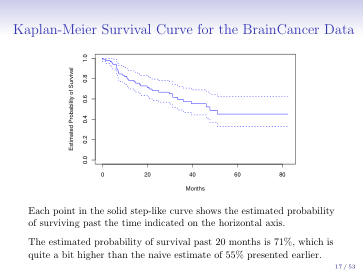 Kaplan-Meier Survival Curve for the BrainCancer Data
Estimated Probability of Survival
1.0
0.8
0.6
0.4
0.2
0.0
0
20
40
60
80
Months
Each point in the solid step-like curve shows the estimated probability
of surviving past the time indicated on the horizontal axis.
The estimated probability of survival past 20 months is 71%, which is
quite a bit higher than the naive estimate of 55% presented earlier.
17 / 53